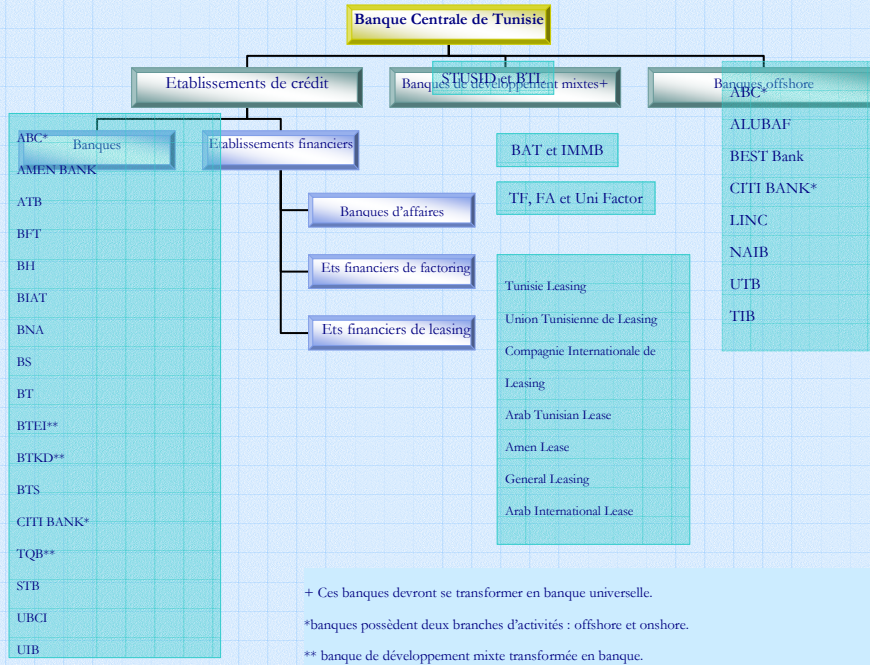 Banque Centrale de Tunisie
Etablissements de crédit
Banques de développement mixtes+
STUSID et BTL
Banques offshore
Banques
Etablissements financiers
ABC*
AMEN BANK
ATB
BFT
BH
BIAT
BNA
BS
BT
BTEI**
BTKD**
BTS
CITI BANK*
TQB**
STB
UBCI
UIB
Banques d'affaires
Ets financiers de factoring
Ets financiers de leasing
BAT et IMMB
TF, FA et Uni Factor
Tunisie Leasing
Union Tunisienne de Leasing
Compagnie Internationale de
Leasing
Arab Tunisian Lease
Amen Lease
General Leasing
Arab International Lease
ABC*
ALUBAF
BEST Bank
CITI BANK*
LINC
NAIB
UTB
TIB
+ Ces banques devront se transformer en banque universelle.
*banques possèdent deux branches d'activités : offshore et onshore.
** banque de développement mixte transformée en banque.